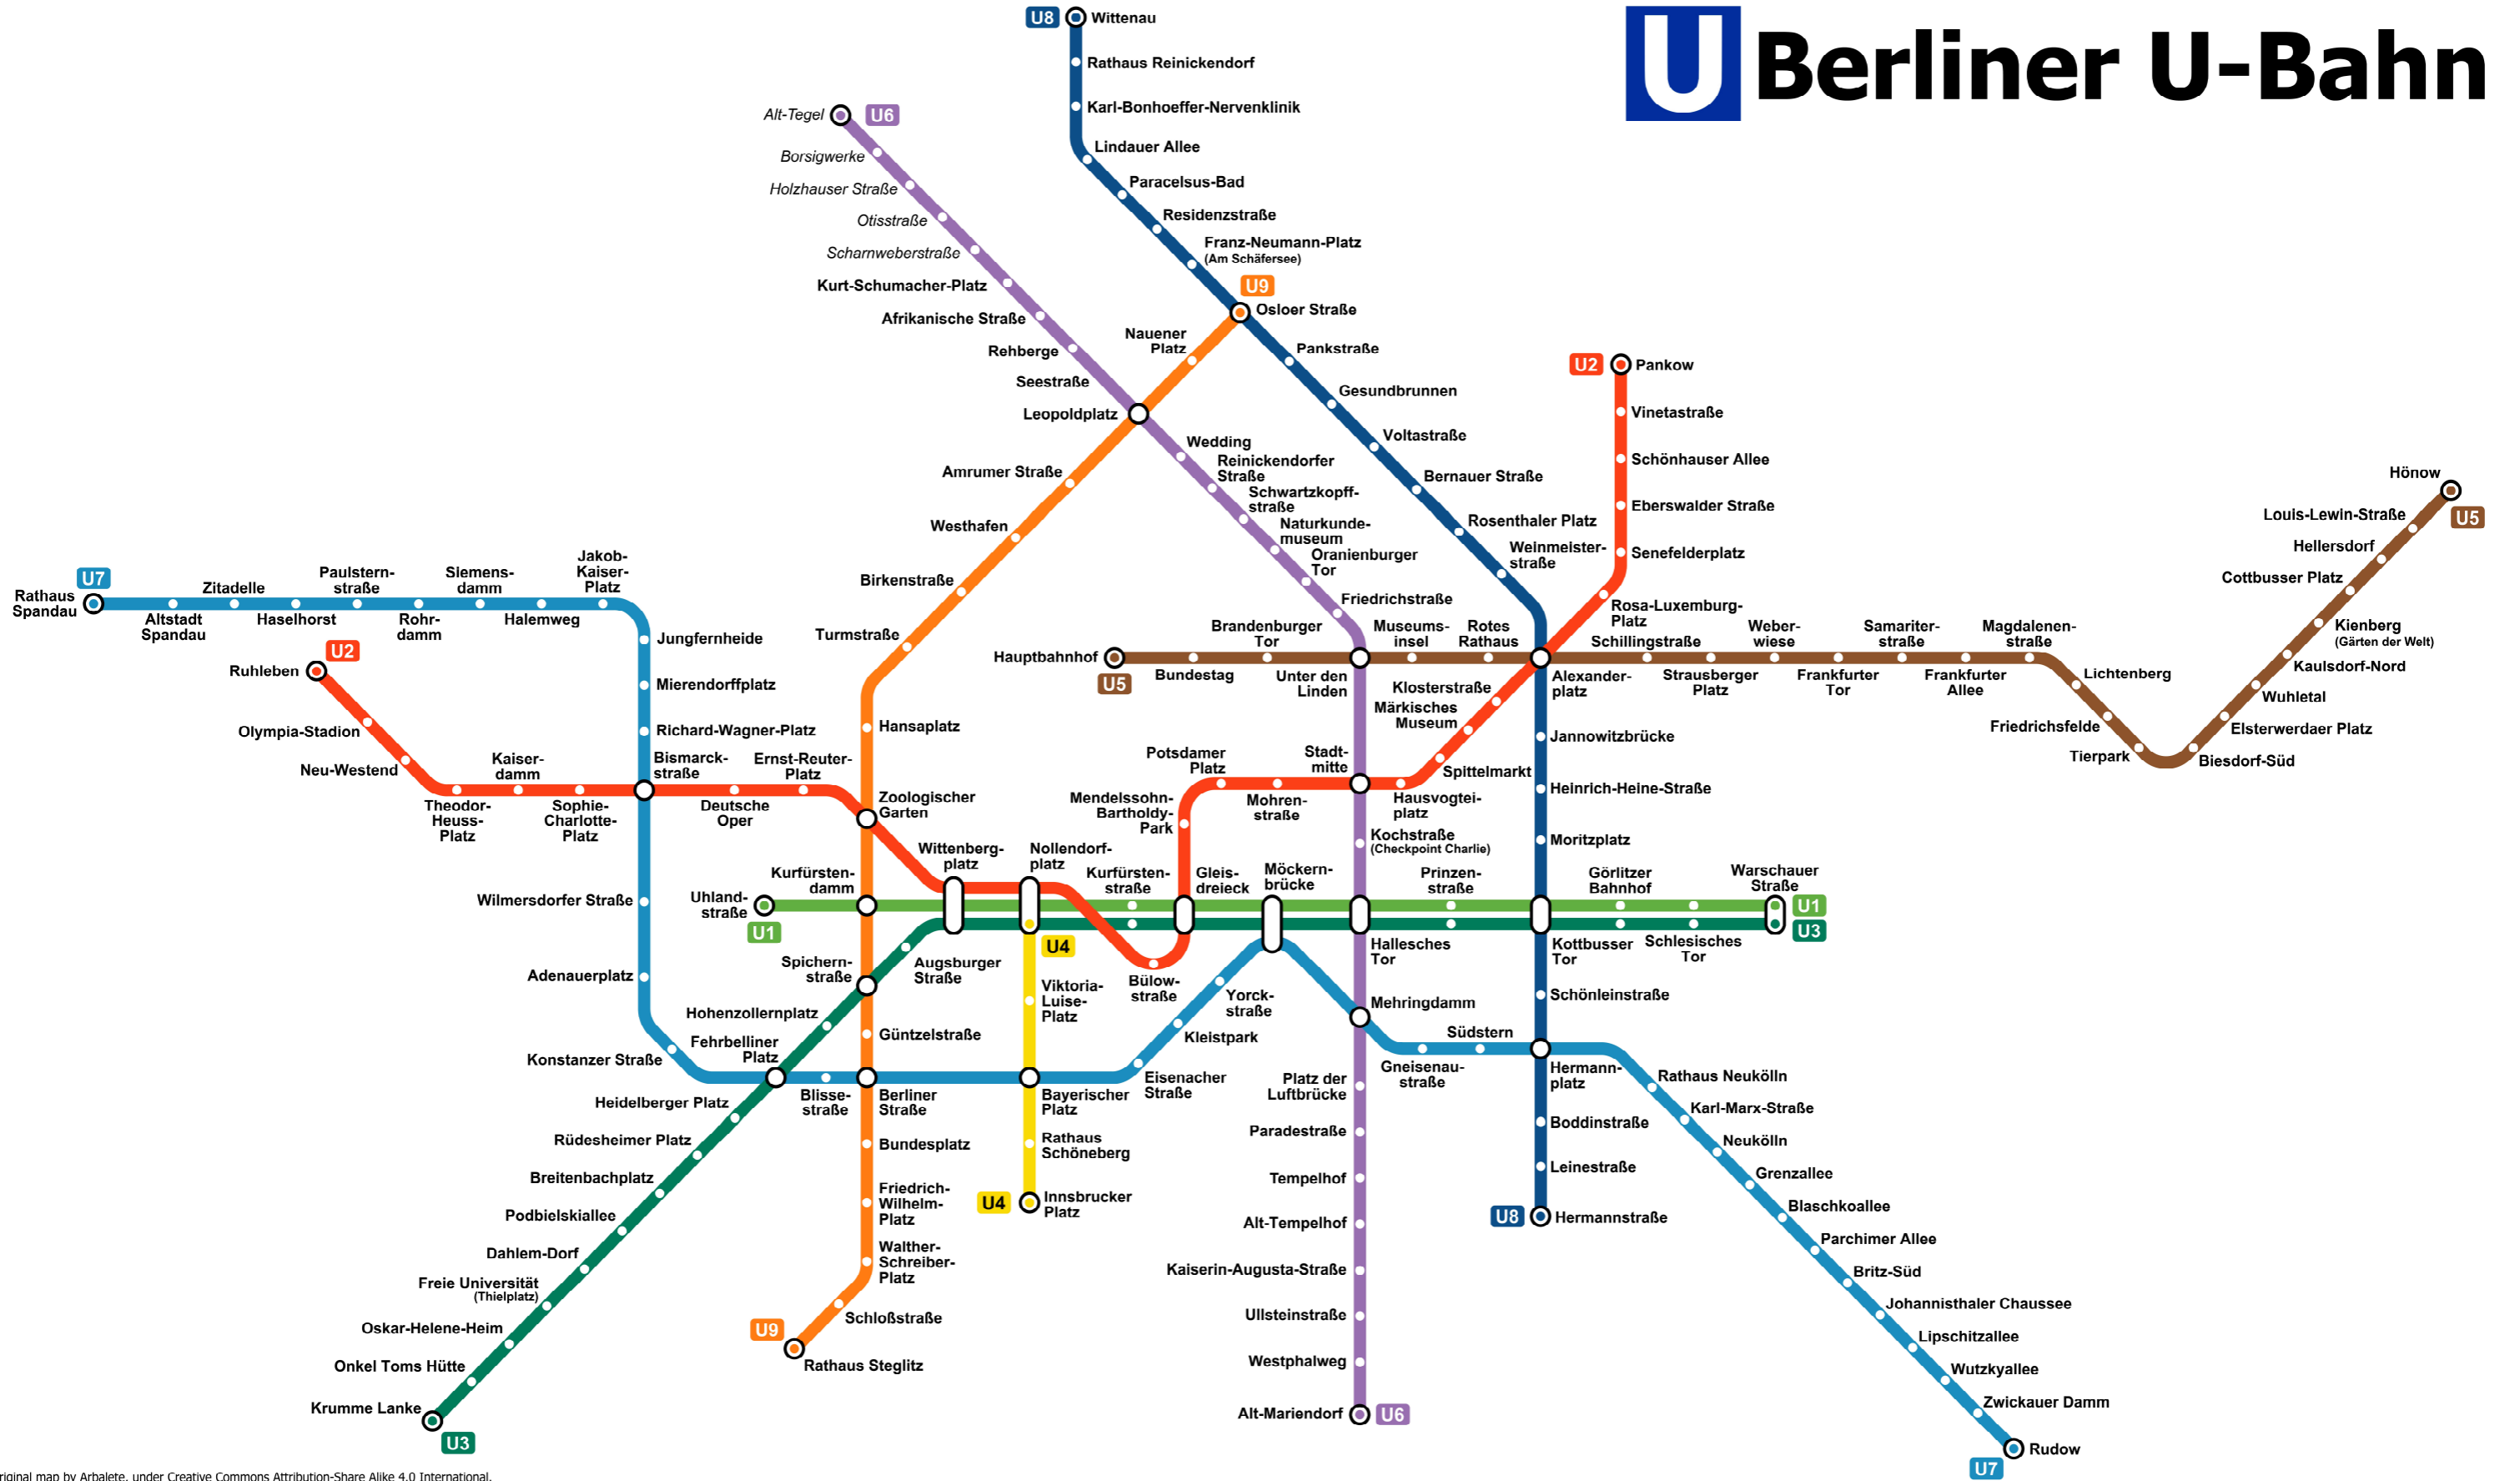 U8
Wittenau
U
Berliner U-Bahn
Rathaus Reinickendorf
Karl-Bonhoeffer-Nervenklinik
Alt-Tegel
U6
Lindauer Allee
Borsigwerke
Paracelsus-Bad
Holzhauser Straße
Residenzstraße
Otisstraße
Franz-Neumann-Platz
(Am Schäfersee)
Scharnweberstraße
Kurt-Schumacher-Platz
U9
Osloer Straße
Afrikanische Straße
Nauener
Platz
Rehberge
Pankstraße
U2
Pankow
Seestraße
Gesundbrunnen
Leopoldplatz
Vinetastraße
Wedding
Voltastraße
Reinickendorfer
Straße
Schönhauser Allee
Amrumer Straße
Bernauer Straße
Hönow
Schwartzkopff-
straße
Eberswalder Straße
Louis-Lewin-Straße
U5
Westhafen
Naturkunde-
museum
Rosenthaler Platz
Hellersdorf
Oranienburger
Tor
Weinmeister-
straße
Senefelderplatz
Cottbusser Platz
Birkenstraße
Friedrichstraße
Rosa-Luxemburg-
Platz
Kienberg
(Gärten der Welt)
Kaulsdorf-Nord
Wuhletal
Elsterwerdaer Platz
Biesdorf-Süd
Tierpark
Friedrichsfelde
Lichtenberg
Magdalenen-
straße
Frankfurter
Allee
Samariter-
straße
Frankfurter
Tor
Weber-
wiese
Strausberger
Platz
Schillingstraße
Alexander-
platz
Rotes
Rathaus
Museums-
insel
Unter den
Linden
Brandenburger
Tor
Bundestag
Hauptbahnhof
U5
U7
Rathaus
Spandau
Altstadt
Spandau
Zitadelle
Haselhorst
Paulstern-
straße
Rohr-
damm
Siemens-
damm
Halemweg
Jakob-
Kaiser-
Platz
Jungfernheide
Mierendorffplatz
Richard-Wagner-Platz
Turmstraße
Hansaplatz
U2
Ruhleben
Olympia-Stadion
Neu-Westend
Theodor-
Heuss-
Platz
Kaiser-
damm
Sophie-
Charlotte-
Platz
Bismarck-
straße
Deutsche
Oper
Ernst-Reuter-
Platz
Zoologischer
Garten
Wittenberg-
platz
Nollendorf-
platz
Bülow-
straße
Gleis-
dreieck
Mendelssohn-
Bartholdy-
Park
Potsdamer
Platz
Mohren-
straße
Stadt-
mitte
Hausvogtei-
platz
Spittelmarkt
Märkisches
Museum
Klosterstraße
Jannowitzbrücke
Heinrich-Heine-Straße
Moritzplatz
Kochstraße
(Checkpoint Charlie)
Uhland-
straße
U1
Kurfürsten-
damm
Kurfürsten-
straße
Möckern-
brücke
Hallesches
Tor
Prinzen-
straße
Kottbusser
Tor
Görlitzer
Bahnhof
Schlesisches
Tor
Warschauer
Straße
U1
U3
Wilmersdorfer Straße
Adenauerplatz
Konstanzer Straße
Fehrbelliner
Platz
Hohenzollernplatz
Spichern-
straße
Augsburger
Straße
U4
Viktoria-
Luise-
Platz
Güntzelstraße
Blisse-
straße
Berliner
Straße
Bayerischer
Platz
Eisenacher
Straße
Kleistpark
Yorck-
straße
Mehringdamm
Gneisenau-
straße
Südstern
Schönleinstraße
Hermann-
platz
Rathaus Neukölln
Karl-Marx-Straße
Neukölln
Grenzallee
Blaschkoallee
Parchimer Allee
Britz-Süd
Johannisthaler Chaussee
Lipschitzallee
Wutzkyallee
Zwickauer Damm
Rudow
U7
Boddinstraße
Leinestraße
U8
Hermannstraße
Platz der
Luftbrücke
Paradestraße
Tempelhof
Alt-Tempelhof
Kaiserin-Augusta-Straße
Ullsteinstraße
Westphalweg
Alt-Mariendorf
U6
Rathaus
Schöneberg
U4
Innsbrucker
Platz
Bundesplatz
Friedrich-
Wilhelm-
Platz
Walther-
Schreiber-
Platz
Schloßstraße
U9
Rathaus Steglitz
Heidelberger Platz
Rüdesheimer Platz
Breitenbachplatz
Podbielskiallee
Dahlem-Dorf
Freie Universität
(Thielplatz)
Oskar-Helene-Heim
Onkel Toms Hütte
Krumme Lanke
U3
riginal map by Arbalete, under Creative Commons Attribution-Share Alike 4.0 International.